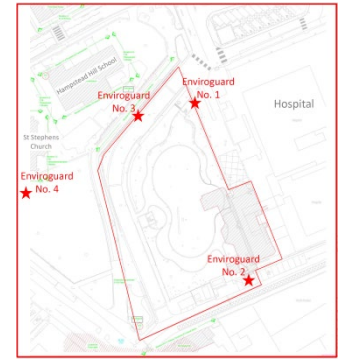 Hampstead Hill School
Enviroguard
No. 1
Enviroguard
No. 3
Hospital
St Stephens
Church
Enviroguard
No. 4
Enviroguard
No. 2